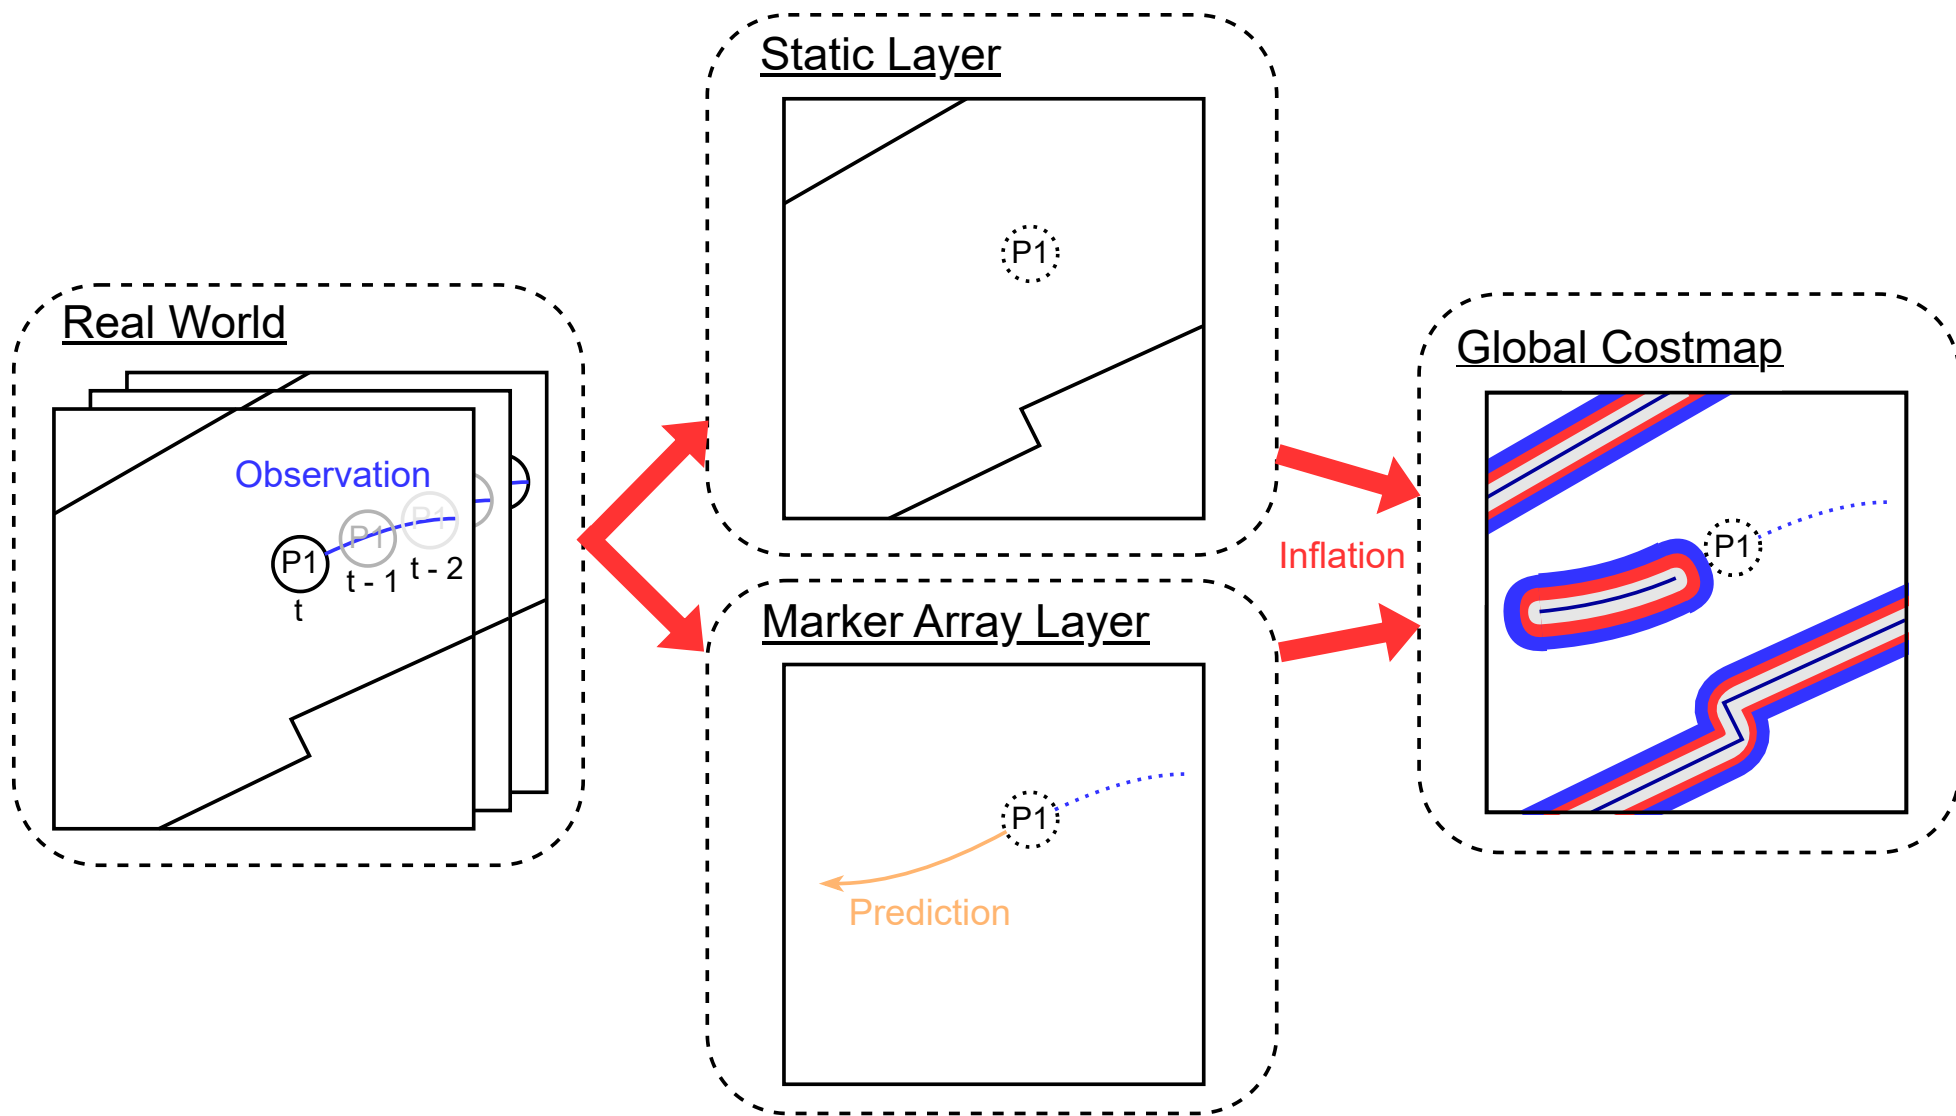 Static Layer
P1
Real World
Observation
P1
P1
P1
t
t - 1
t - 2
Inflation
Marker Array Layer
P1
Prediction
Global Costmap
P1